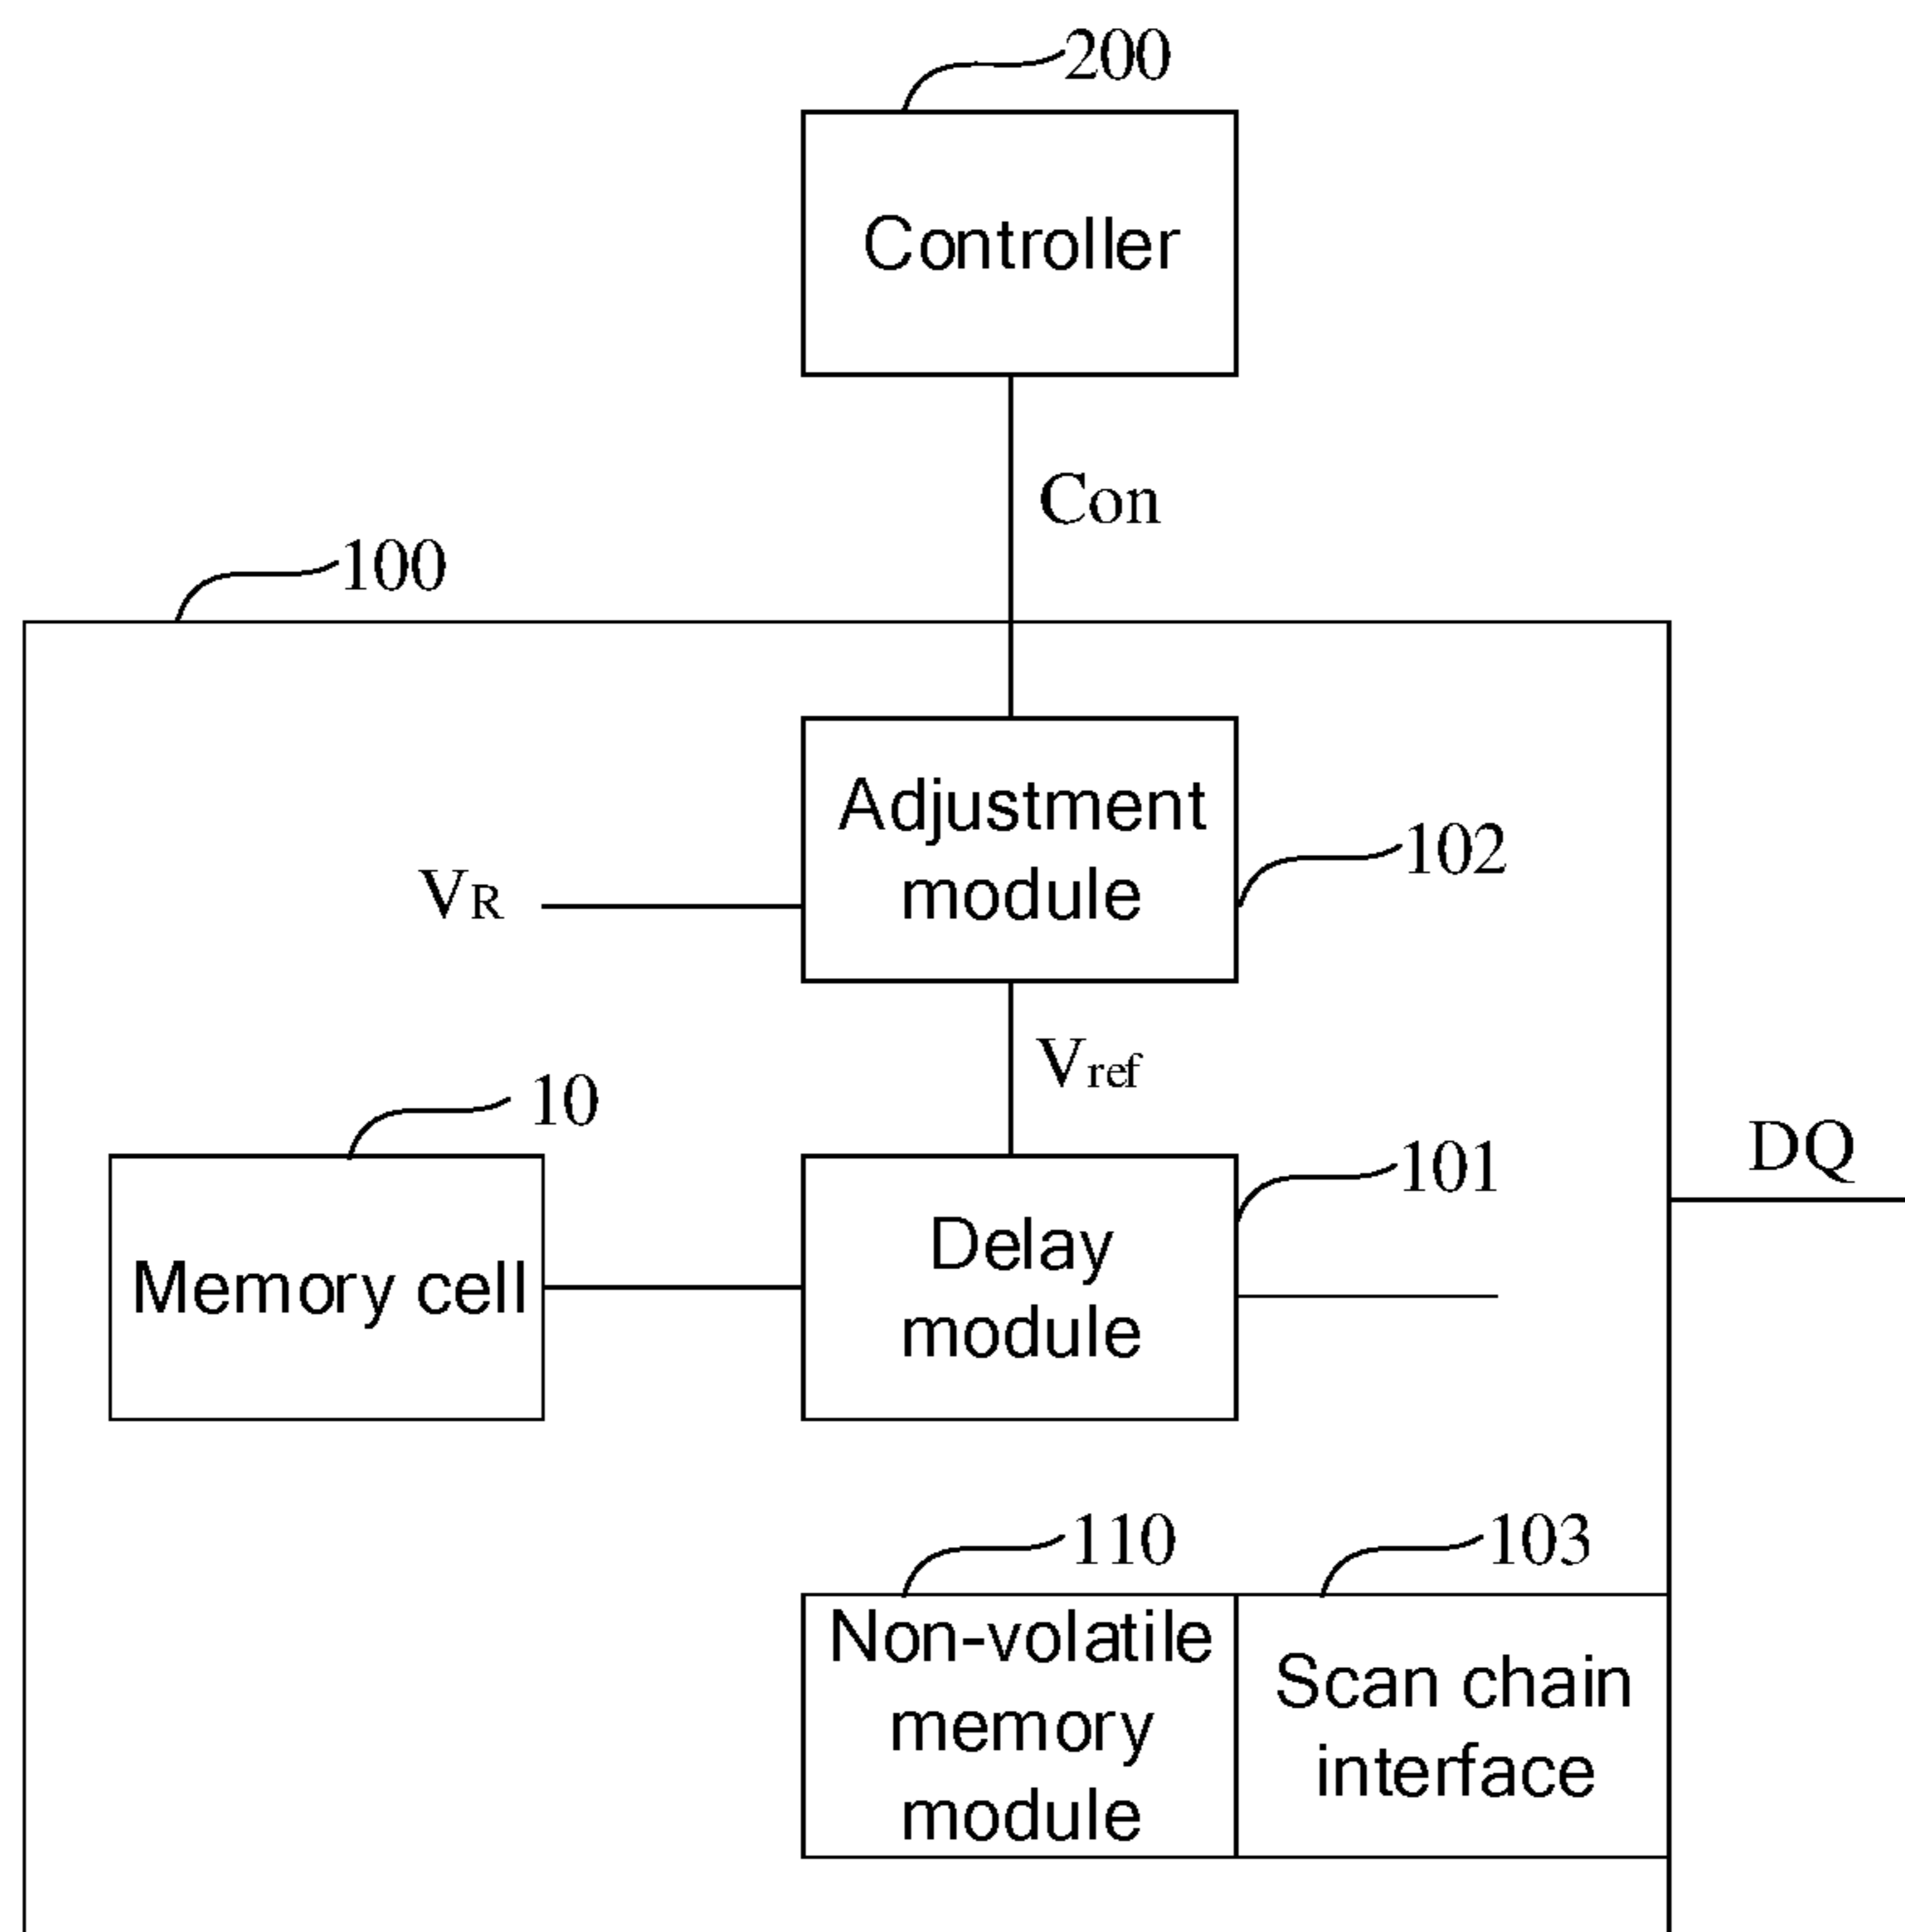 200
Controller
Con
100
Adjustment
module
102
VR
Vref
10
101
DQ
Memory cell
Delay
module
110
103
Non-volatile
memory
module
Scan chain
interface